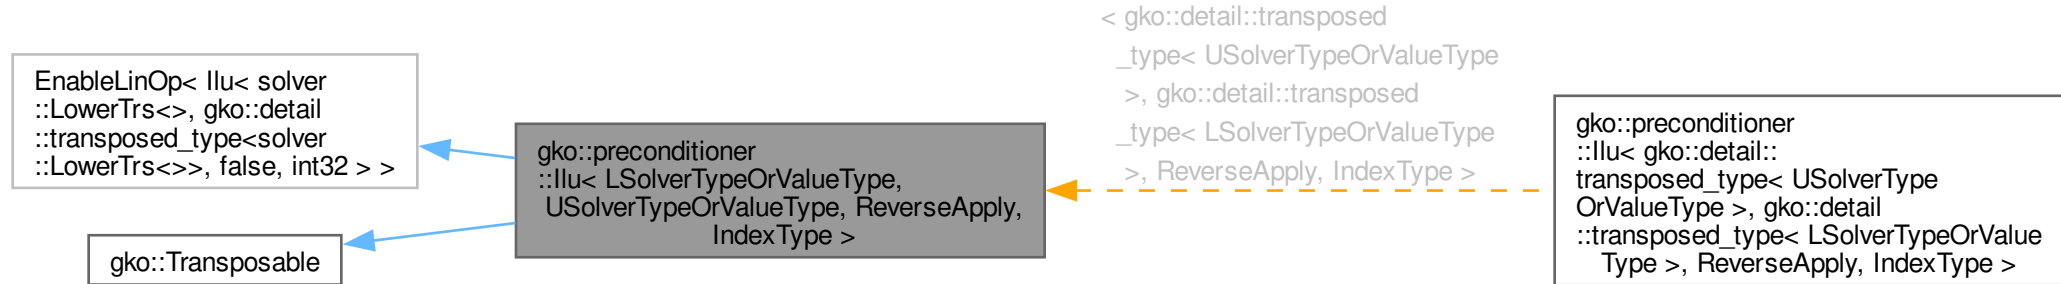 EnableLinOp< Ilu< solver
::LowerTrs<>, gko::detail
::transposed_type<solver
::LowerTrs<>>, false, int32 > >
gko::Transposable
gko::preconditioner
::Ilu< LSolverTypeOrValueType,
USolverTypeOrValueType, ReverseApply,
IndexType >
< gko::detail::transposed
_type< USolverTypeOrValueType
>, gko::detail::transposed
_type< LSolverTypeOrValueType
>, ReverseApply, IndexType >
gko::preconditioner
::Ilu< gko::detail::
transposed_type< USolverType
OrValueType >, gko::detail
::transposed_type< LSolverTypeOrValue
Type >, ReverseApply, IndexType >